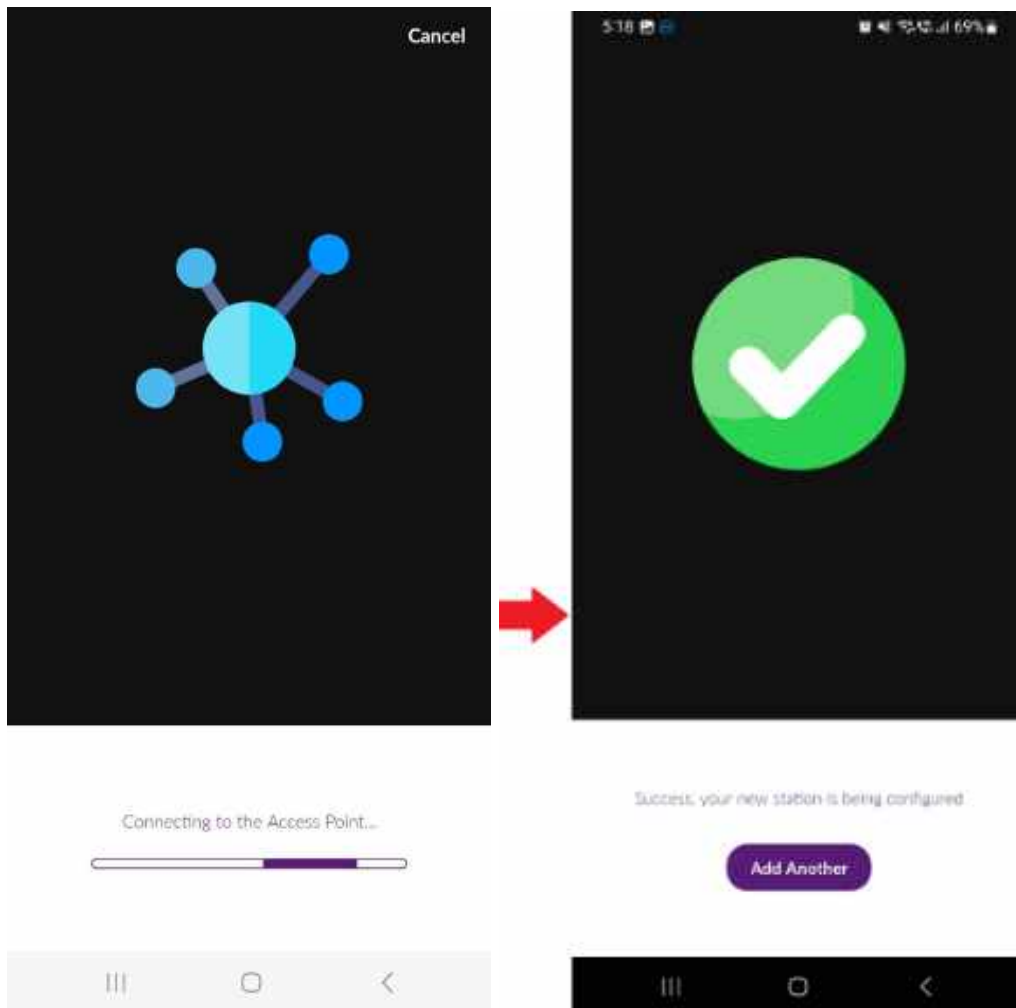 Cancel
Connecting to the Access Point...
5:18
69%
Success, your new station is being configured
Add Another